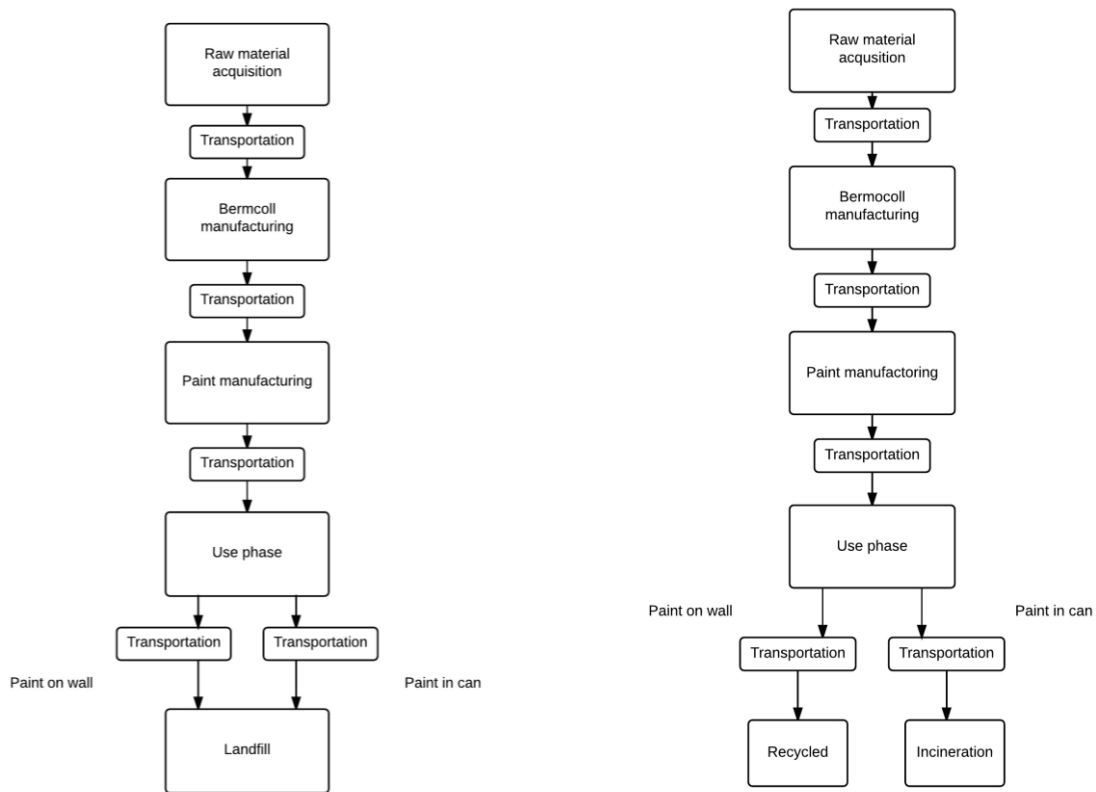 Raw material
acquisition
Transportation
Bermcoll
manufacturing
Transportation
Paint manufacturing
Transportation
Use phase
Transportation
Transportation
Paint on wall
Paint in can
Landfill
Raw material
acqusition
Transportation
Bermocoll
manufacturing
Transportation
Paint manufactoring
Transportation
Use phase
Paint on wall
Paint in can
Transportation
Transportation
Recycled
Incineration